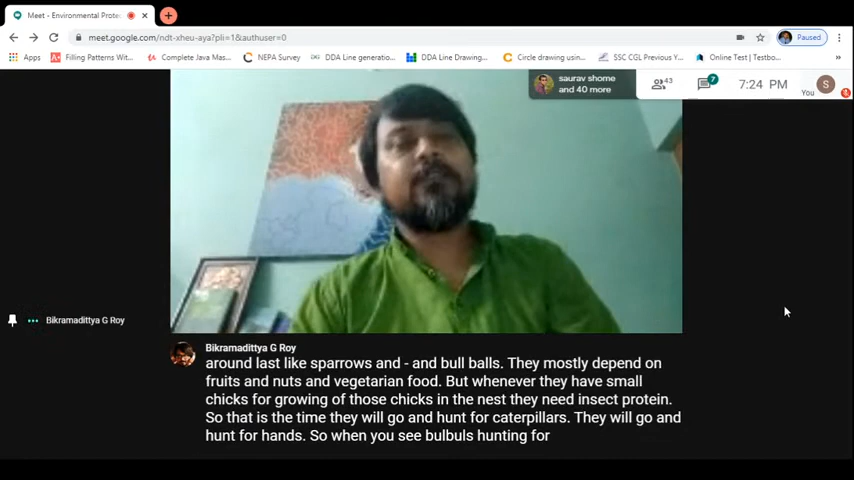 Meet - Environmental Prote
meet.google.com/ndt-xheu-aya?pli=1&authuser=0
Paused
Apps
Filling Patterns Wit...
Complete Java Mas...
NEPA Survey
DDA Line generatio...
DDA Line Drawing...
Circle drawing usin...
SSC CGL Previous Y...
Online Test | Testbo...
saurav shome
and 40 more
43
7
7:24 PM
You
S
Bikramadittya G Roy
Bikramadittya G Roy
around last like sparrows and - and bull balls. They mostly depend on
fruits and nuts and vegetarian food. But whenever they have small
chicks for growing of those chicks in the nest they need insect protein.
So that is the time they will go and hunt for caterpillars. They will go and
hunt for hands. So when you see bulbuls hunting for